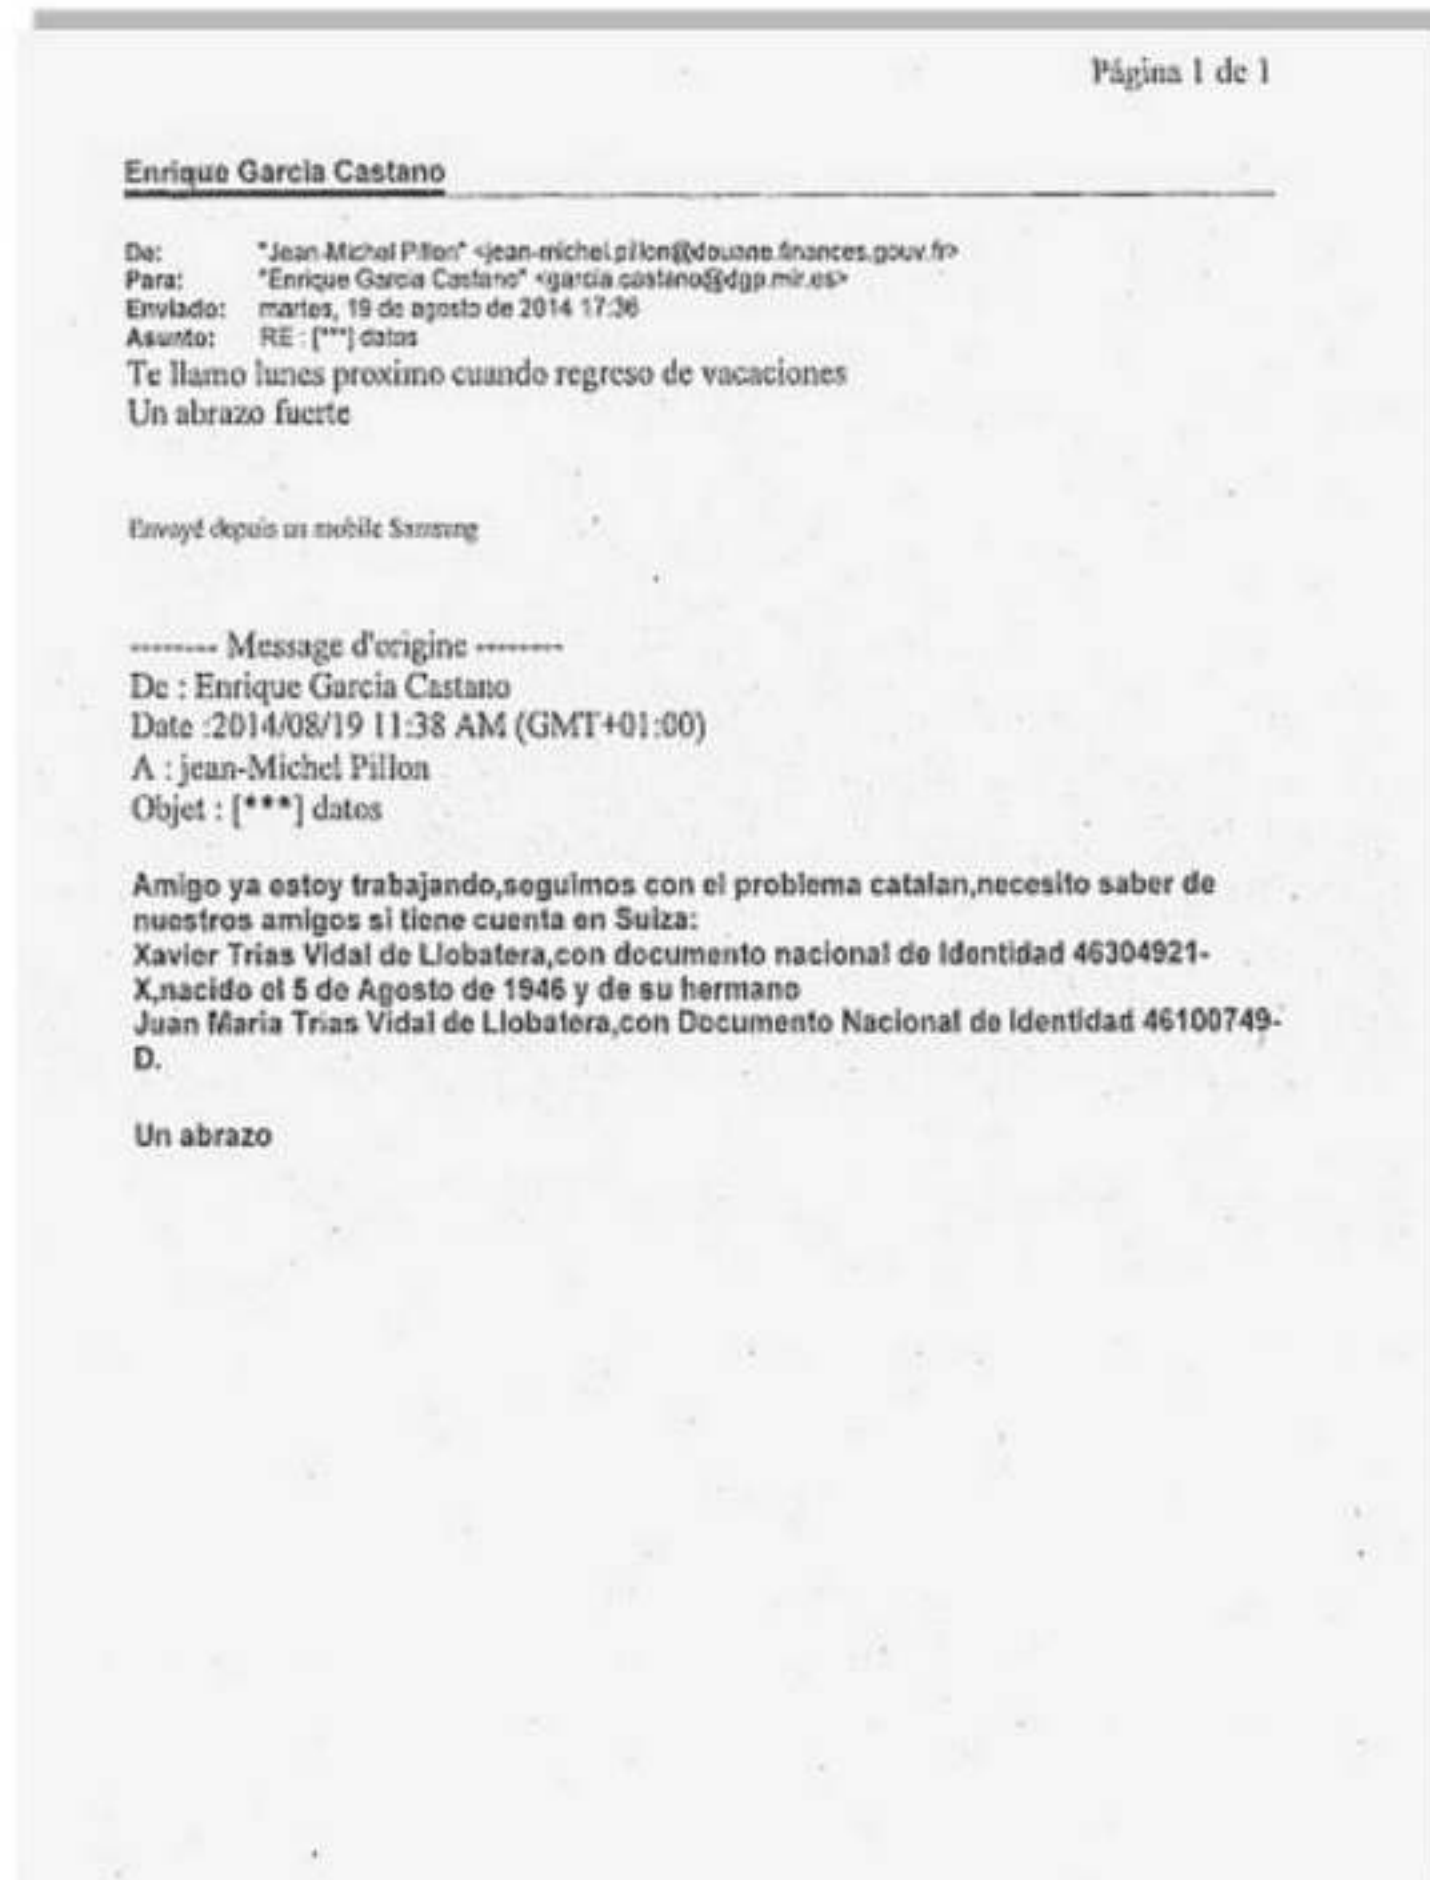 Página 1 de 1
Enrique Garcia Castano
De: "Jean-Michel Pillon" <jean-michel.pillon@douane.finances.gouv.fr>
Para: "Enrique Garcia Castano" <garcia.castano@dgp.mir.es>
Enviado: martes, 19 de agosto de 2014 17:36
Asunto: RE : [***] datos
Te llamo lunes proximo cuando regreso de vacaciones
Un abrazo fuerte
Envoyé depuis un mobile Samsung
-------- Message d'origine --------
De : Enrique Garcia Castano
Date :2014/08/19 11:38 AM (GMT+01:00)
A : jean-Michel Pillon
Objet : [***] datos
Amigo ya estoy trabajando,seguimos con el problema catalan,necesito saber de
nuestros amigos si tiene cuenta en Suiza:
Xavier Trias Vidal de Llobatera,con documento nacional de Identidad 46304921-
X,nacido el 5 de Agosto de 1946 y de su hermano
Juan Maria Trias Vidal de Llobatera,con Documento Nacional de Identidad 46100749-
D.
Un abrazo